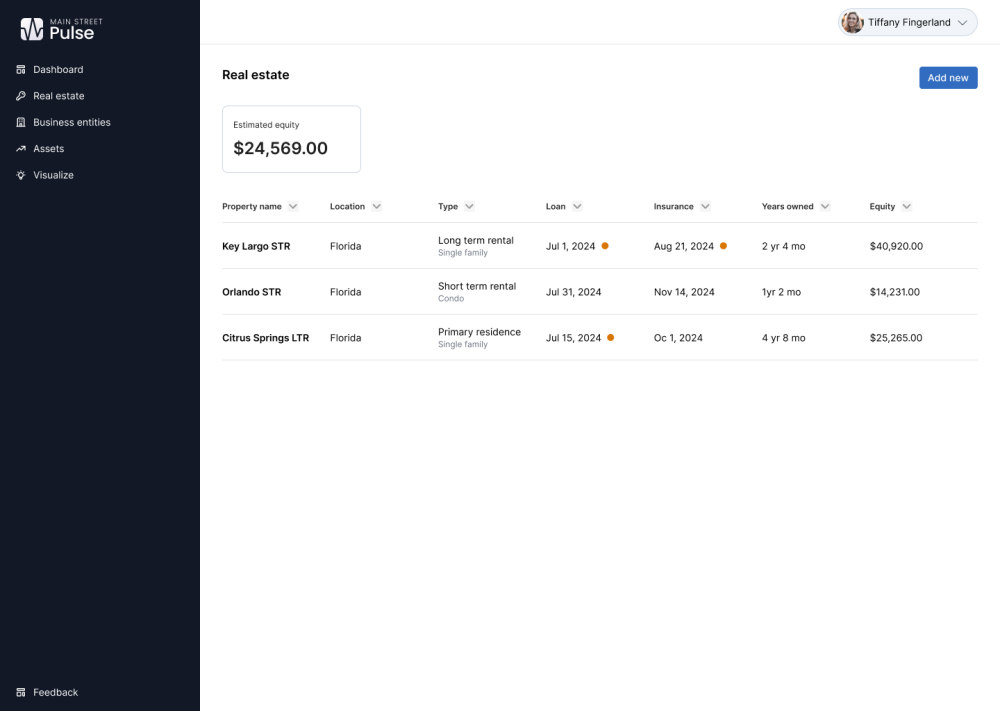 MAIN STREET
Pulse
Tiffany Fingerland
Dashboard
Real estate
Business entities
Assets
Visualize
Feedback
Real estate
Add new
Estimated equity
$24,569.00
Property name Location Type Loan Insurance Years owned Equity
Key Largo STR Florida Long term rental Jul 1, 2024 Aug 21, 2024 2 yr 4 mo $40,920.00
Single family
Orlando STR Florida Short term rental Jul 31, 2024 Nov 14, 2024 1yr 2 mo $14,231.00
Condo
Citrus Springs LTR Florida Primary residence Jul 15, 2024 Oc 1, 2024 4 yr 8 mo $25,265.00
Single family